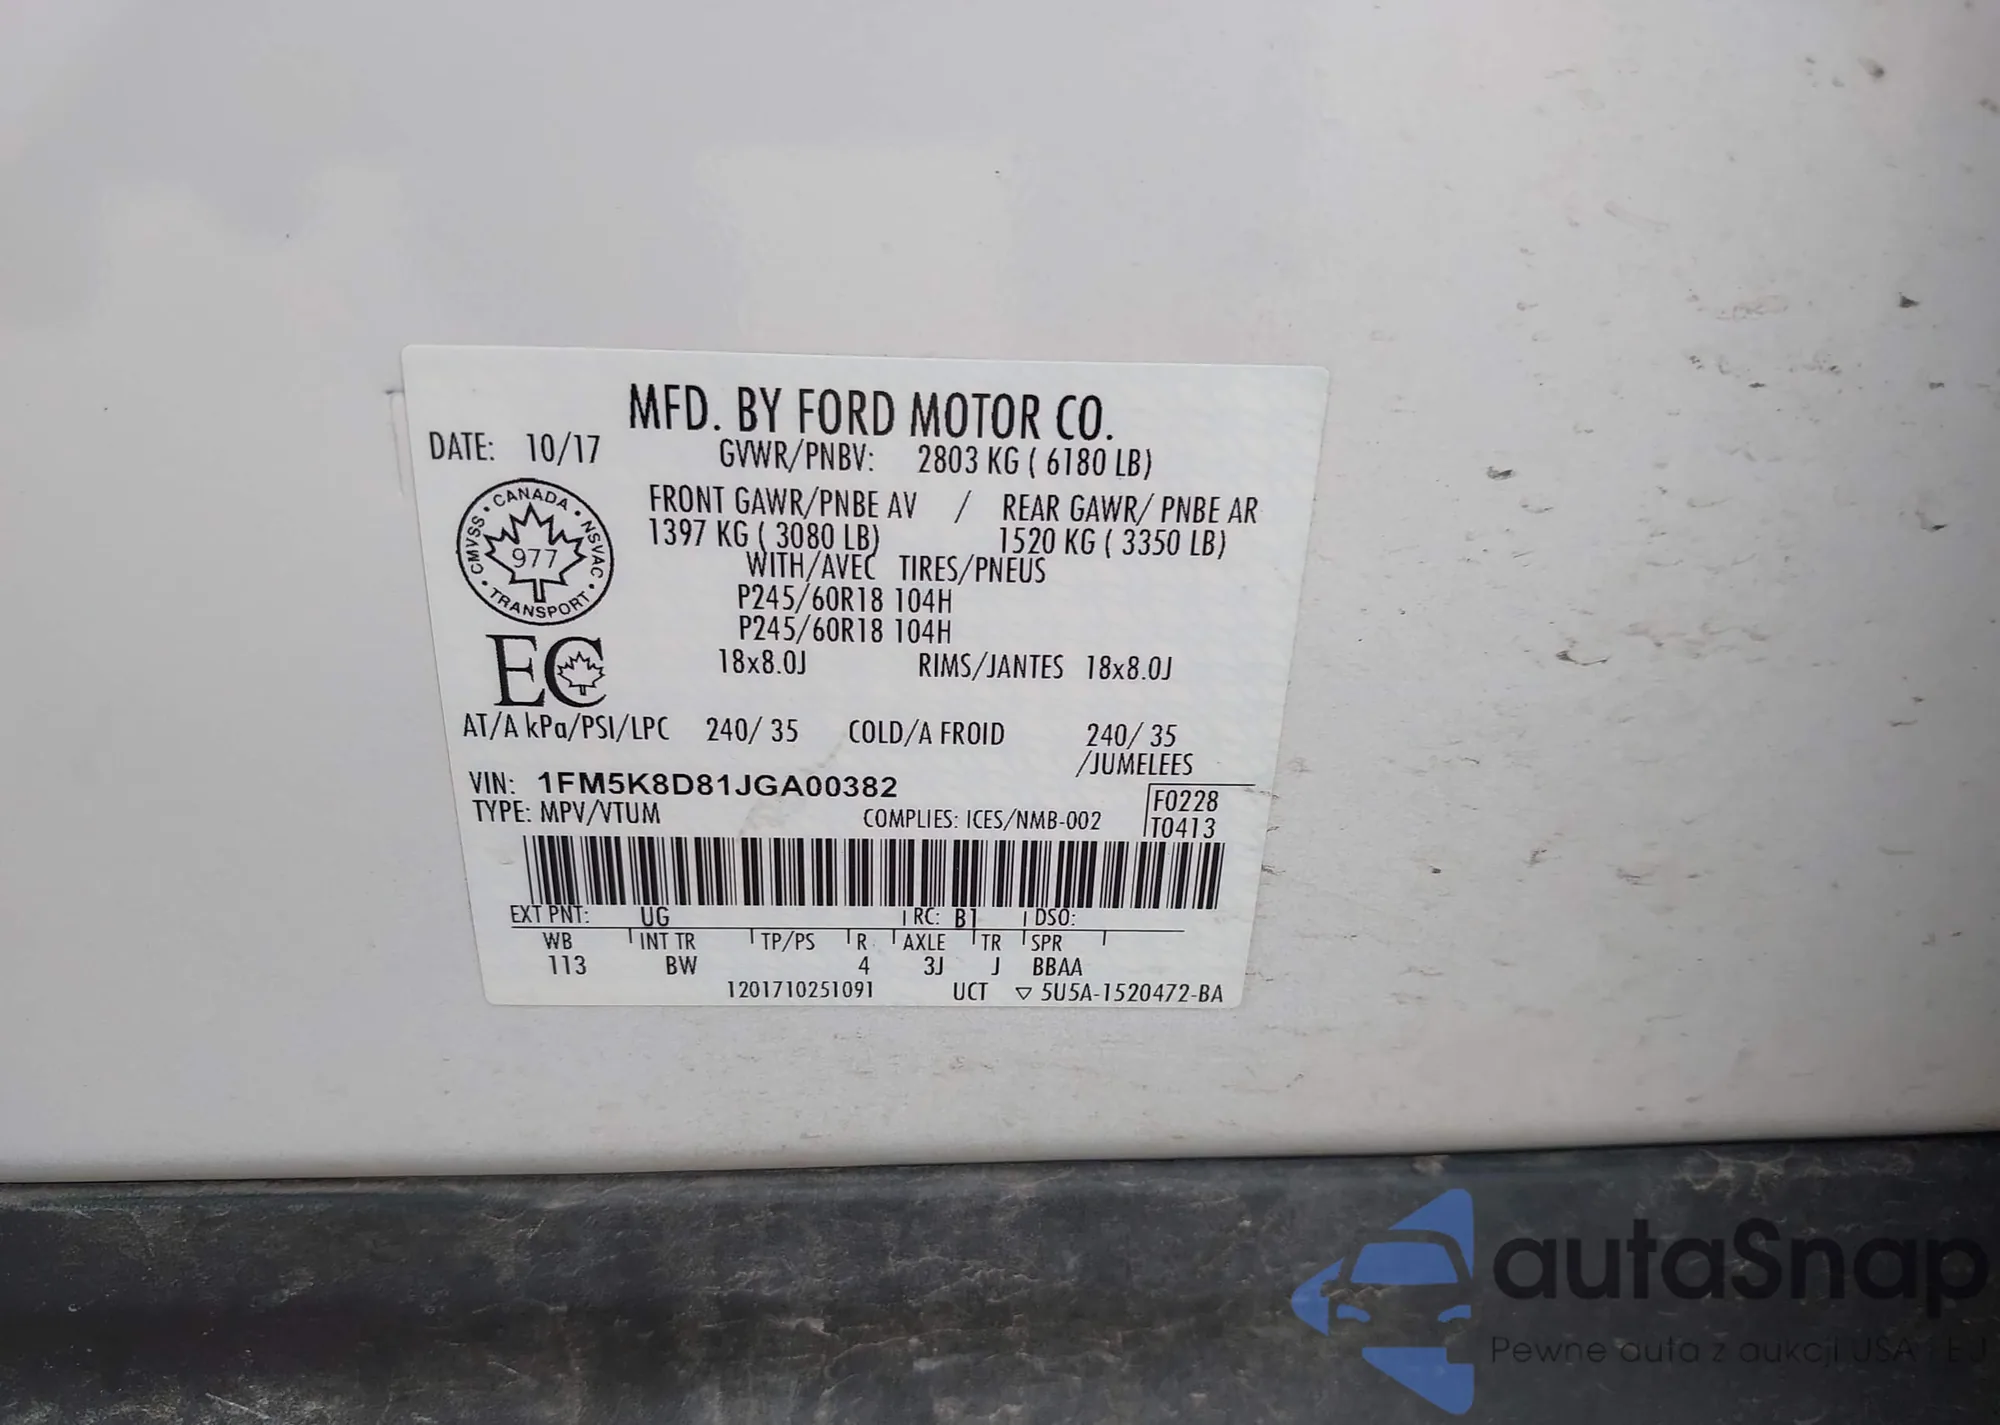 MFD. BY FORD MOTOR CO.
DATE: 10/17
GVWR/PNBV: 2803 KG ( 6180 LB)
CANADA · NSVAC · TRANSPORT · CMVSS ·
977
FRONT GAWR/PNBE AV / REAR GAWR/ PNBE AR
1397 KG ( 3080 LB) 1520 KG ( 3350 LB)
WITH/AVEC TIRES/PNEUS
P245/60R18 104H
P245/60R18 104H
EC
18x8.0J RIMS/JANTES 18x8.0J
AT/A kPa/PSI/LPC 240/ 35 COLD/A FROID 240/ 35
/JUMELEES
VIN: 1FM5K8D81JGA00382
TYPE: MPV/VTUM COMPLIES: ICES/NMB-002
F0228
T0413
EXT PNT: UG RC: B1 DSO:
WB INT TR TP/PS R AXLE TR SPR
113 BW 4 3J J BBAA
1201710251091 UCT ▽ 5U5A-1520472-BA
autaSnap
Pewne auta z aukcji USA i EU